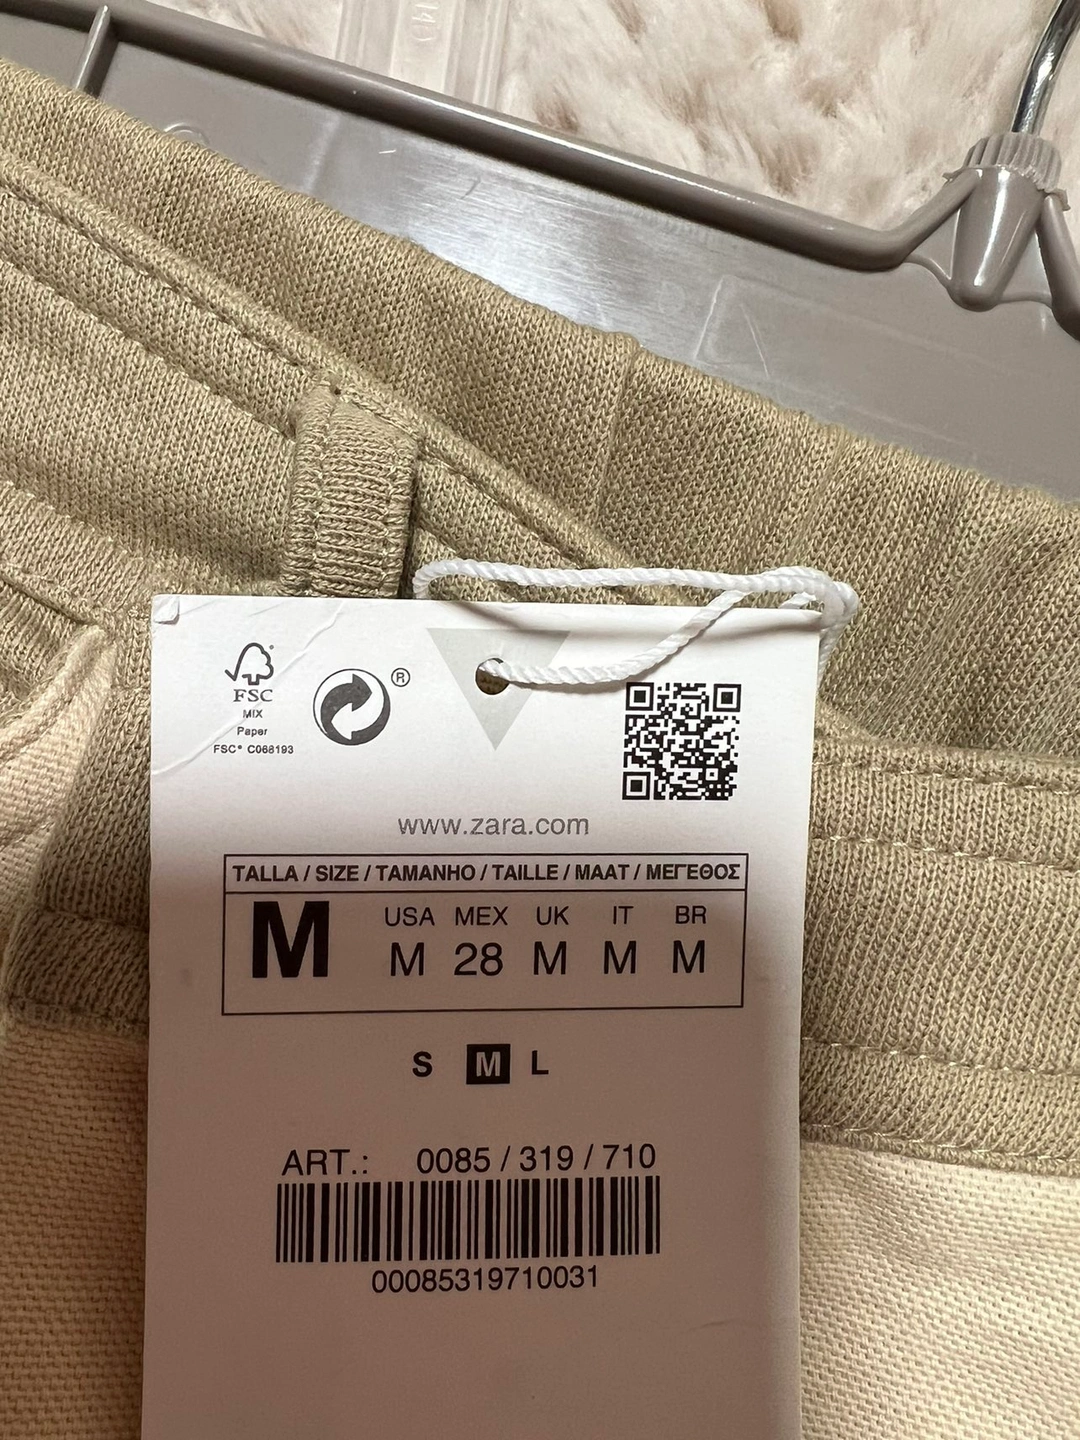 FSC
MIX
Paper
FSC® C068193
®
www.zara.com
TALLA / SIZE / TAMANHO / TAILLE / MAAT / ΜΕΓΕΘΟΣ
M
USA MEX UK IT BR
M 28 M M M
S M L
ART.: 0085 / 319 / 710
00085319710031